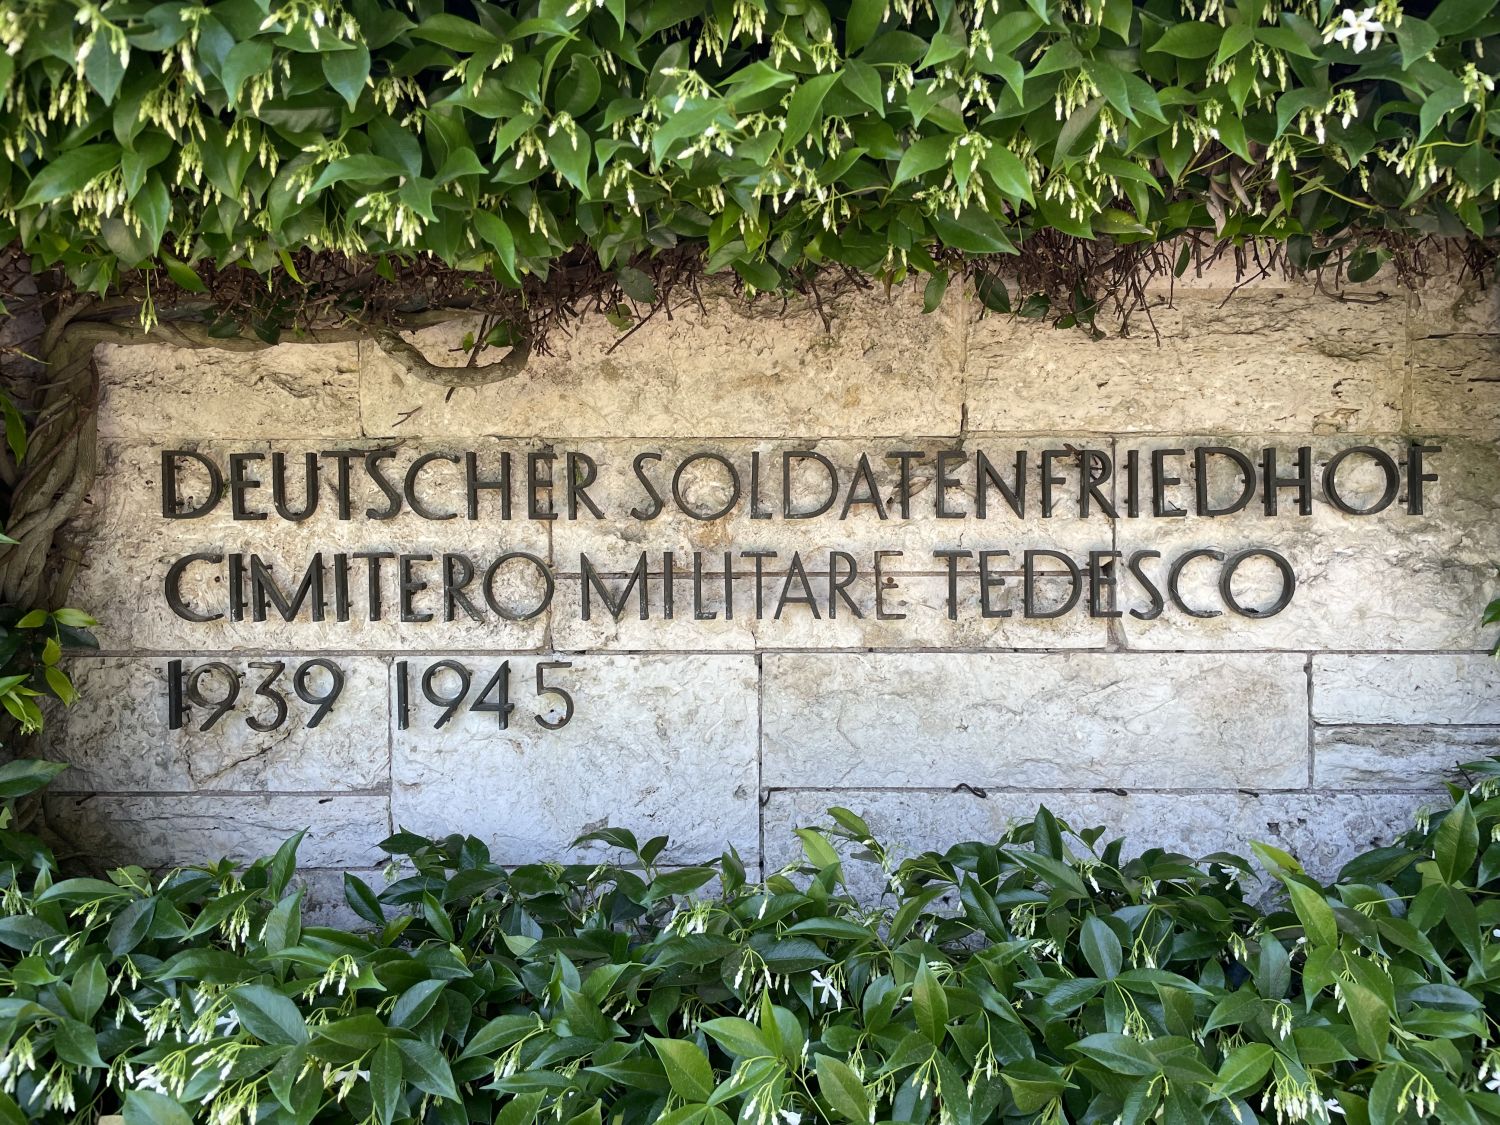 DEUTSCHER SOLDATENFRIEDHOF
CIMITERO MILITARE TEDESCO
1939 1945